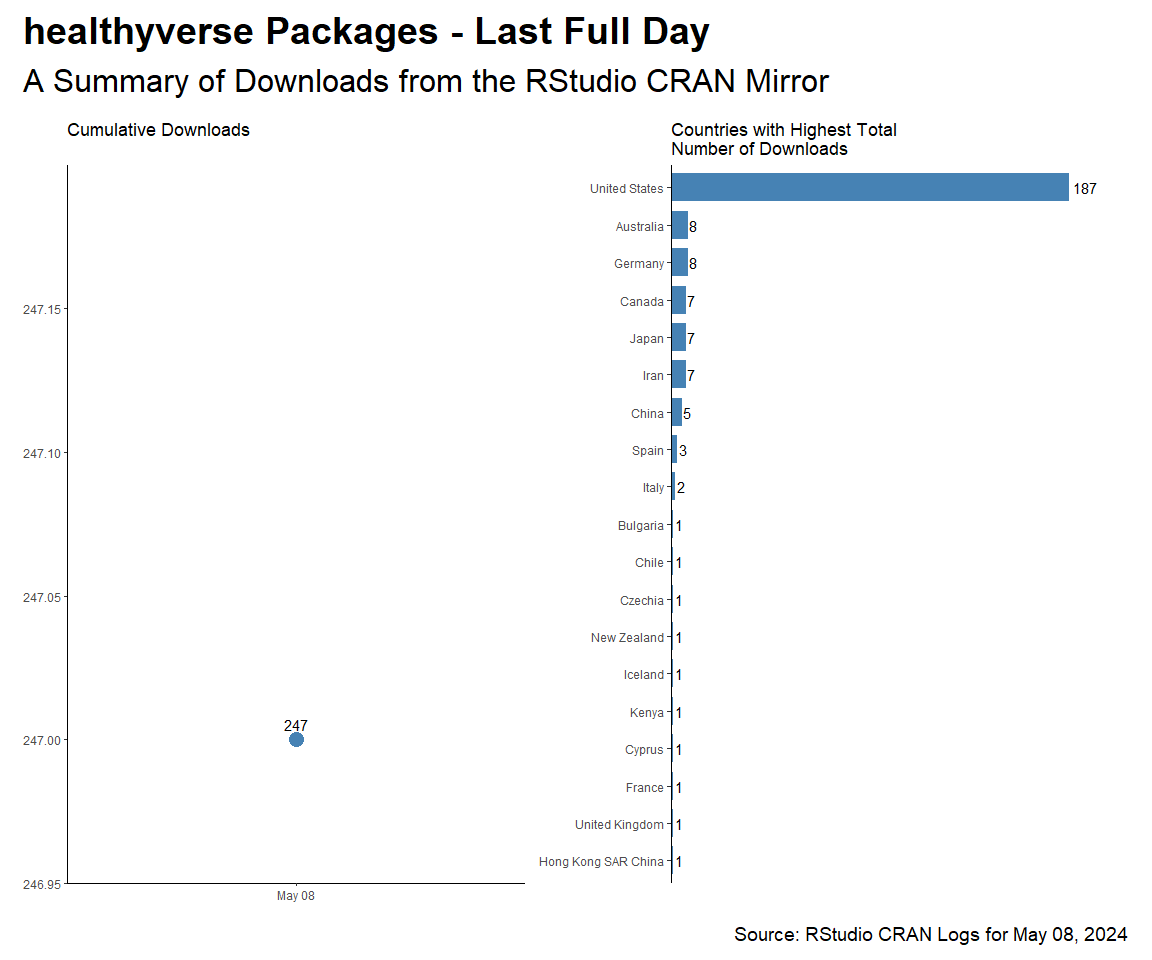 healthyverse Packages - Last Full Day
A Summary of Downloads from the RStudio CRAN Mirror
Cumulative Downloads
247.15
247.10
247.05
247.00
246.95
247
May 08
Countries with Highest Total
Number of Downloads
United States 187
Australia 8
Germany 8
Canada 7
Japan 7
Iran 7
China 5
Spain 3
Italy 2
Bulgaria 1
Chile 1
Czechia 1
New Zealand 1
Iceland 1
Kenya 1
Cyprus 1
France 1
United Kingdom 1
Hong Kong SAR China 1
Source: RStudio CRAN Logs for May 08, 2024